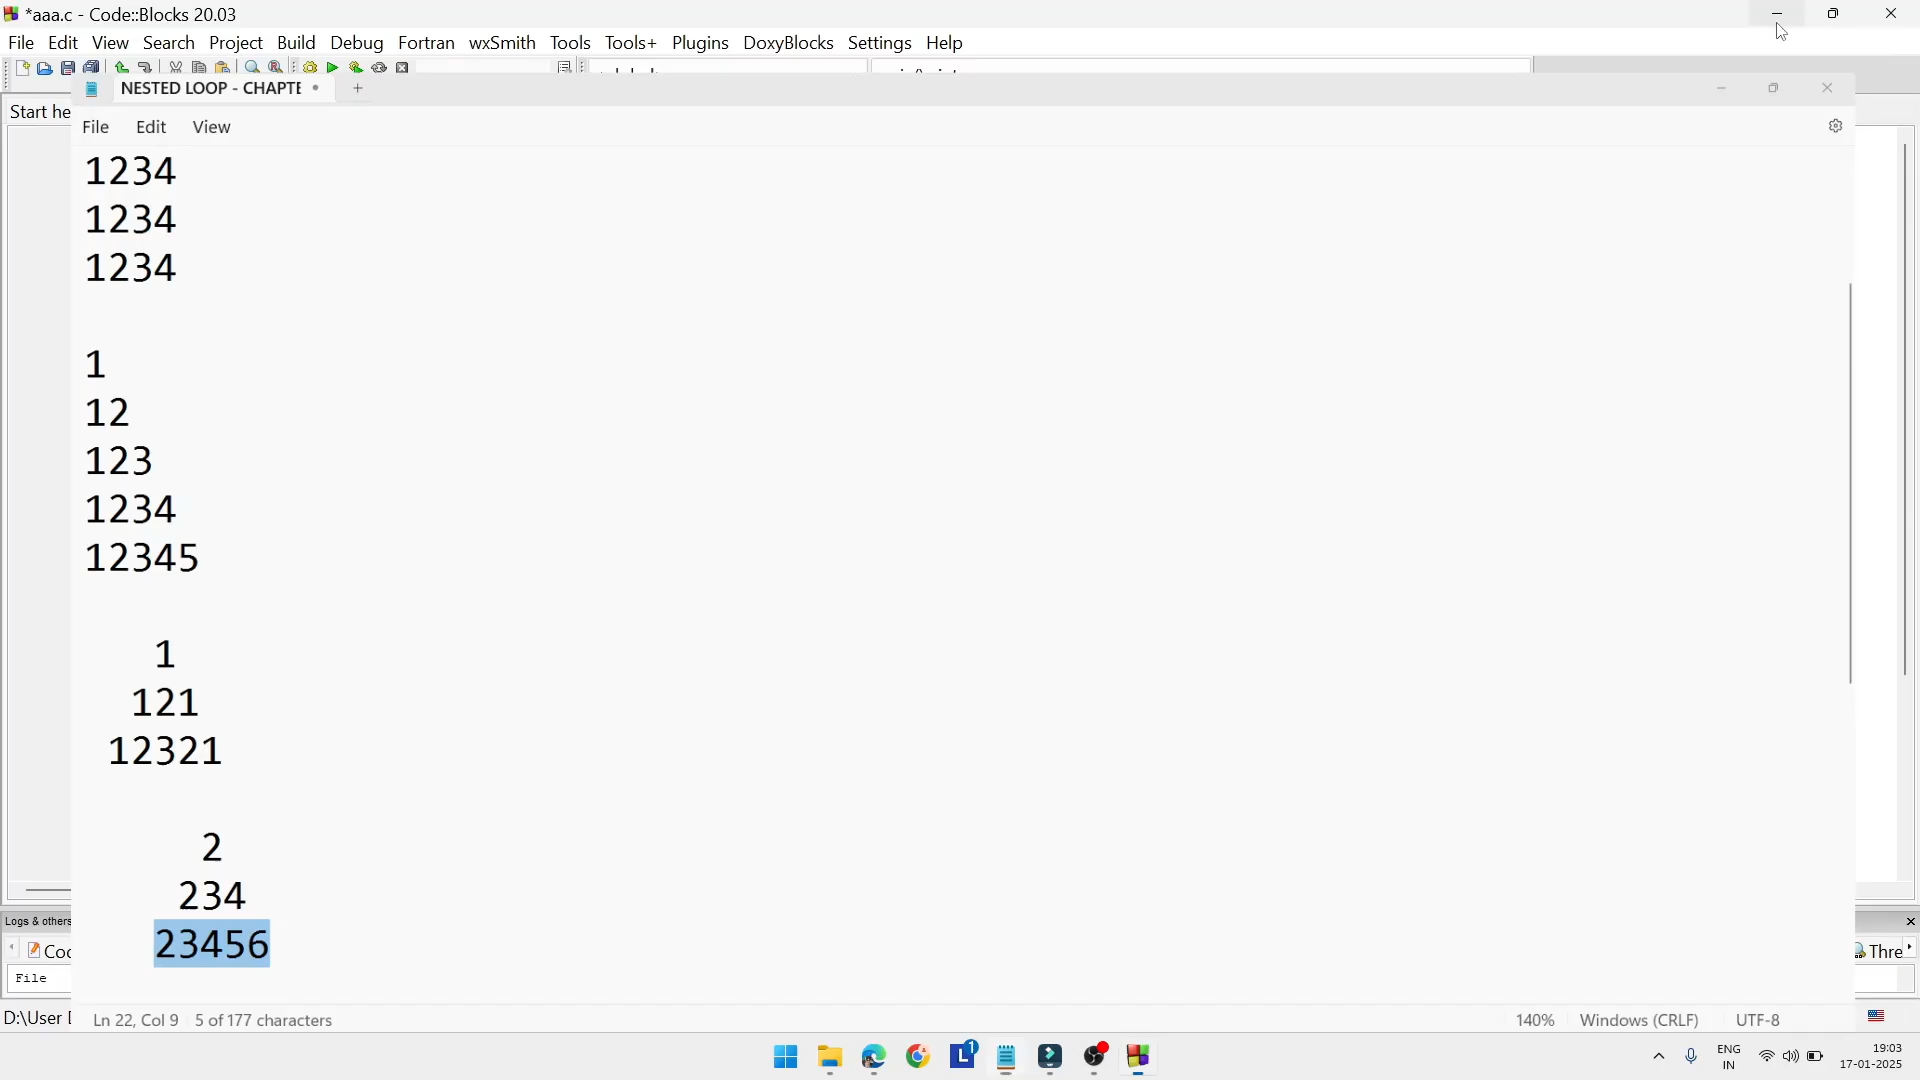 *aaa.c - Code::Blocks 20.03
File Edit View Search Project Build Debug Fortran wxSmith Tools Tools+ Plugins DoxyBlocks Settings Help
NESTED LOOP - CHAPTE
Start he
File Edit View
1234
1234
1234
1
12
123
1234
12345
1
121
12321
2
234
23456
Logs & others
Coc
Thre
File
D:\User D
Ln 22, Col 9 5 of 177 characters
140% Windows (CRLF) UTF-8
L 1
ENG
IN
19:03
17-01-2025